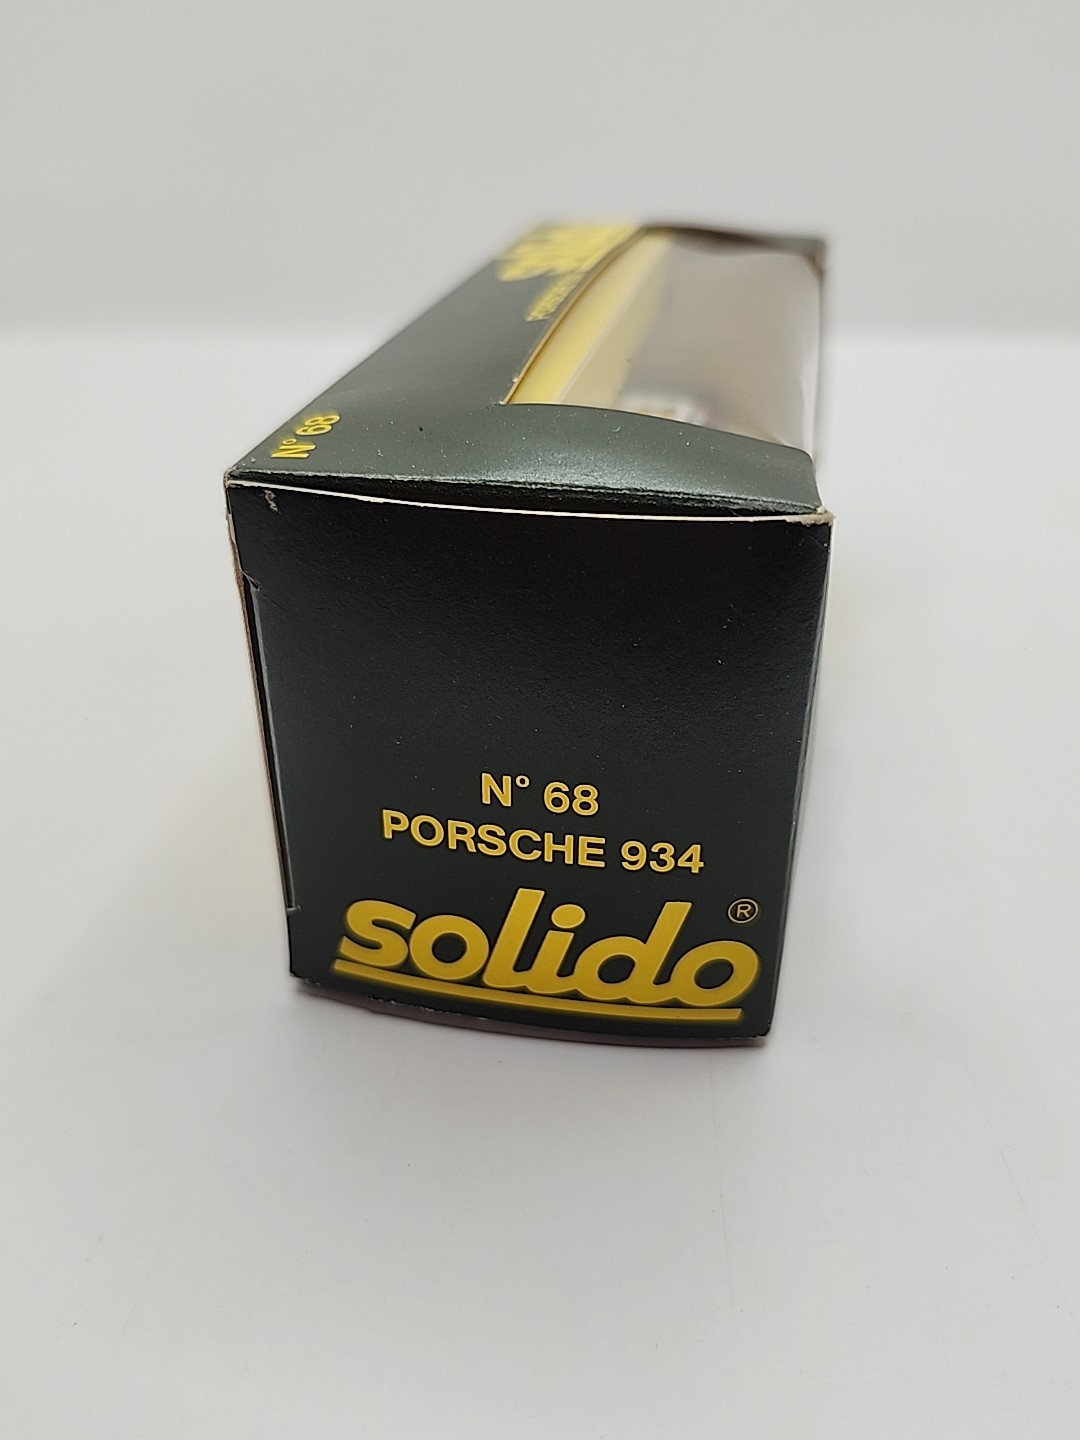 N° 68
N° 68
PORSCHE 934
solido ®